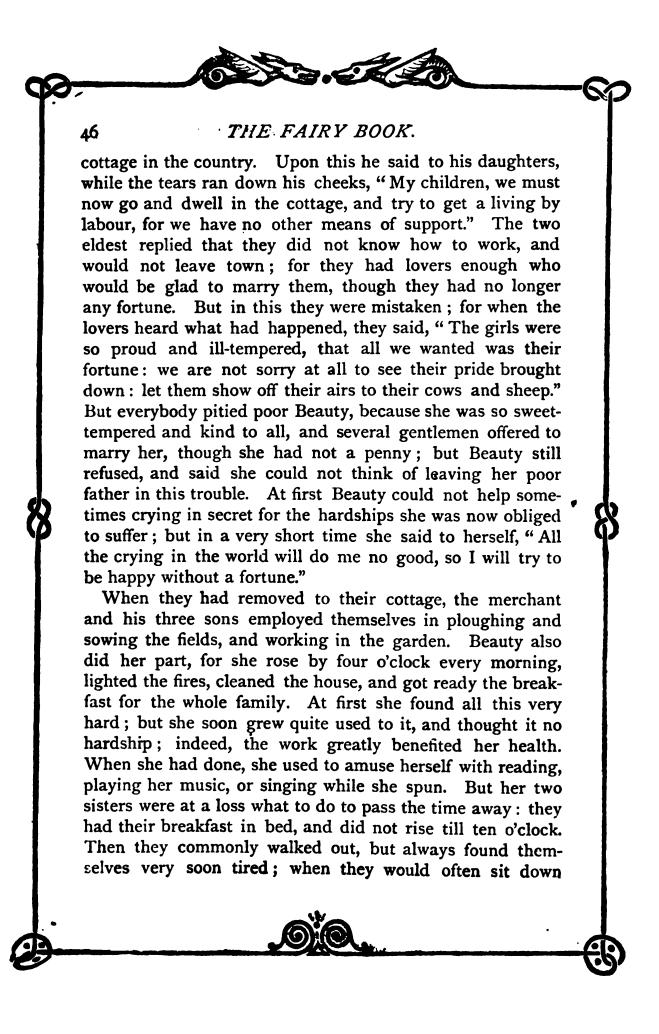 46 THE FAIRY BOOK.
cottage in the country. Upon this he said to his daughters,
while the tears ran down his cheeks, “ My children, we must
now go and dwell in the cottage, and try to get a living by
labour, for we have no other means of support.” The two
eldest replied that they did not know how to work, and
would not leave town ; for they had lovers enough who
would be glad to marry them, though they had no longer
any fortune. But in this they were mistaken ; for when the
lovers heard what had happened, they said, “ The girls were
so proud and ill-tempered, that all we wanted was their
fortune : we are not sorry at all to see their pride brought
down : let them show off their airs to their cows and sheep.”
But everybody pitied poor Beauty, because she was so sweet-
tempered and kind to all, and several gentlemen offered to
marry her, though she had not a penny ; but Beauty still
refused, and said she could not think of leaving her poor
father in this trouble. At first Beauty could not help some-
times crying in secret for the hardships she was now obliged
to suffer ; but in a very short time she said to herself, “ All
the crying in the world will do me no good, so I will try to
be happy without a fortune.”
When they had removed to their cottage, the merchant
and his three sons employed themselves in ploughing and
sowing the fields, and working in the garden. Beauty also
did her part, for she rose by four o’clock every morning,
lighted the fires, cleaned the house, and got ready the break-
fast for the whole family. At first she found all this very
hard ; but she soon grew quite used to it, and thought it no
hardship ; indeed, the work greatly benefited her health.
When she had done, she used to amuse herself with reading,
playing her music, or singing while she spun. But her two
sisters were at a loss what to do to pass the time away : they
had their breakfast in bed, and did not rise till ten o’clock.
Then they commonly walked out, but always found them-
selves very soon tired ; when they would often sit down